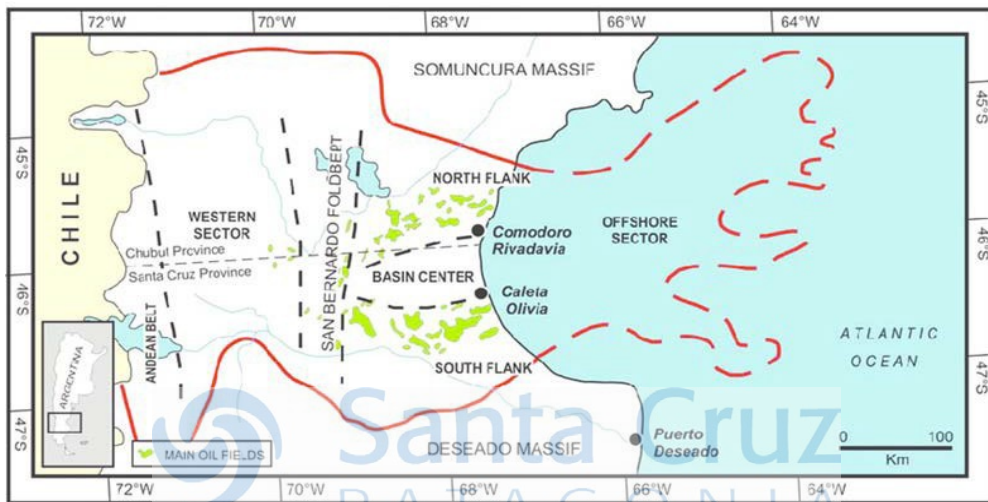 72°W 70°W 68°W 66°W 64°W
SOMUNCURA MASSIF
45°S
45°S
CHILE
NORTH FLANK
WESTERN
SECTOR
SAN BERNARDO FOLDBELT
OFFSHORE
SECTOR
Comodoro
Rivadavia
46°S
Chubut Province
Santa Cruz Province
BASIN CENTER
46°S
Caleta
Olivia
ANDEAN BELT
ATLANTIC
OCEAN
ARGENTINA
SOUTH FLANK
47°S
47°S
Santa Cruz
PATAGONIA
DESEADO MASSIF
Puerto
Deseado
0 100
Km
MAIN OIL FIELDS
72°W 70°W 68°W 66°W 64°W